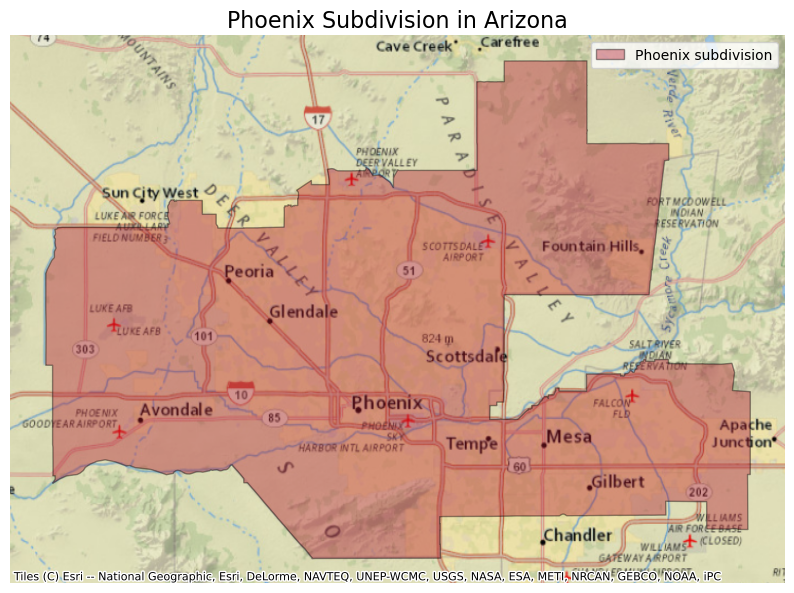 Phoenix Subdivision in Arizona
Phoenix subdivision
74
MOUNTAINS
Cave Creek
Carefree
17
PARADISE VALLEY
Verde River
PHOENIX
DEER VALLEY
AIRPORT
Sun City West
DEER VALLEY
LUKE AIR FORCE
AUXILLARY
FIELD NUMBER 3
FORT MCDOWELL
INDIAN
RESERVATION
SCOTTSDALE
AIRPORT
Fountain Hills
Peoria
51
Sycamore Creek
LUKE AFB
Glendale
LUKE AFB
303
101
824 m
Scottsdale
SALT RIVER
INDIAN
RESERVATION
10
PHOENIX
GOODYEAR AIRPORT
Avondale
85
Phoenix
PHOENIX
SKY
HARBOR INTL AIRPORT
FALCON
FLD
Tempe
Mesa
Apache
Junction
S O
60
Gilbert
202
WILLIAMS
AIR FORCE BASE
(CLOSED)
Chandler
WILLIAMS
GATEWAY AIRPORT
Tiles (C) Esri -- National Geographic, Esri, DeLorme, NAVTEQ, UNEP-WCMC, USGS, NASA, ESA, METI, NRCAN, GEBCO, NOAA, iPC